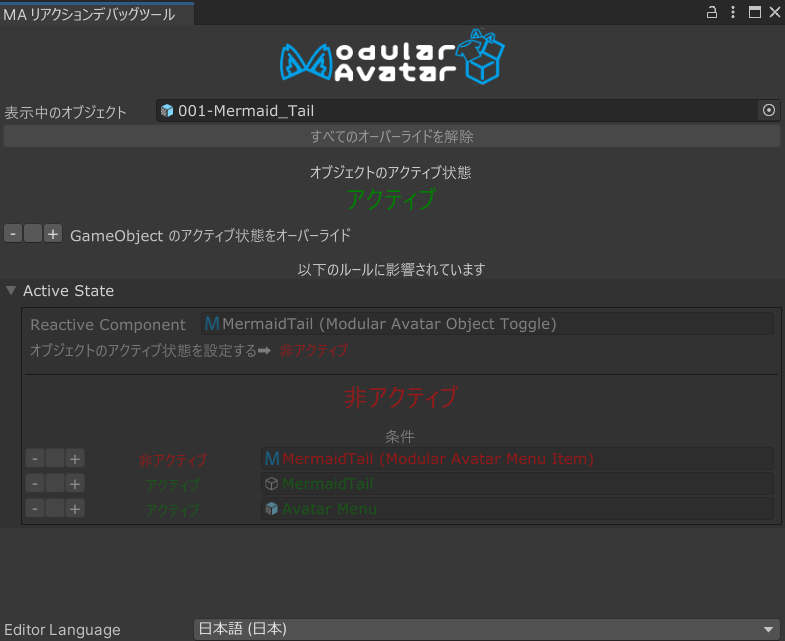 MA リアクションデバッグツール
Modular
Avatar
表示中のオブジェクト 001-Mermaid_Tail
すべてのオーバーライドを解除
オブジェクトのアクティブ状態
アクティブ
- + GameObject のアクティブ状態をオーバーライド
以下のルールに影響されています
Active State
Reactive Component MermaidTail (Modular Avatar Object Toggle)
オブジェクトのアクティブ状態を設定する➡ 非アクティブ
非アクティブ
条件
- + 非アクティブ MermaidTail (Modular Avatar Menu Item)
- + アクティブ MermaidTail
- + アクティブ Avatar Menu
Editor Language 日本語 (日本)